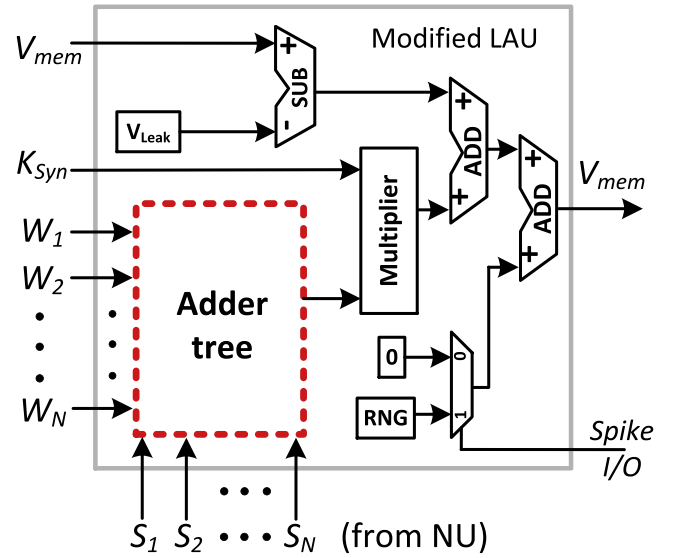 Modified LAU
V_mem
+
SUB
-
V_Leak
+
ADD
+
K_Syn
Multiplier
+
ADD
+
V_mem
W_1
W_2
W_N
Adder
tree
0
RNG
0
1
Spike
I/O
S_1 S_2 S_N (from NU)